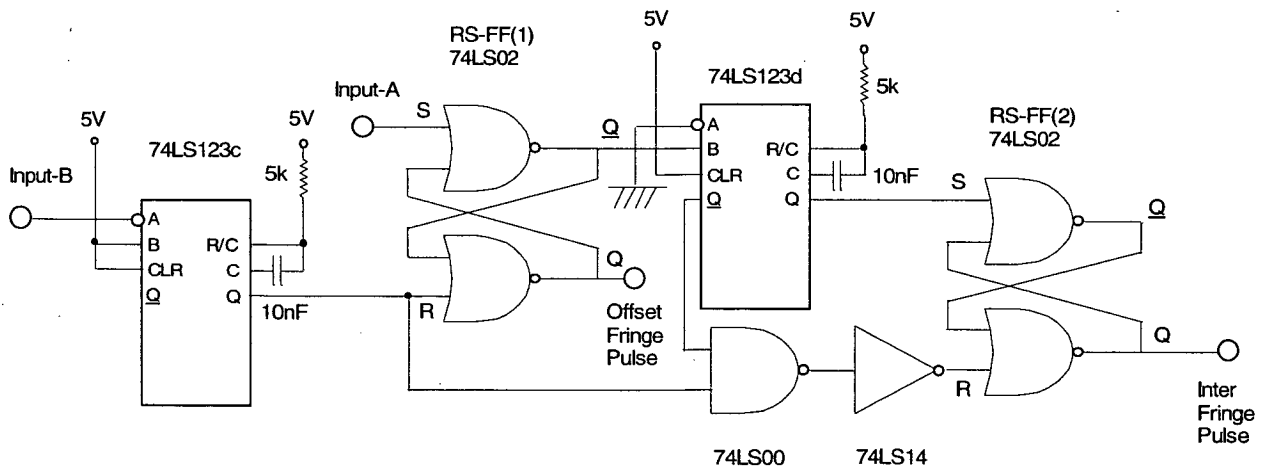 5V
5V
RS-FF(1)
74LS02
74LS123d
5k
Input-A
S
Q
RS-FF(2)
74LS02
5V
5V
74LS123c
5k
Input-B
A
B
CLR
Q
R/C
C
Q
10nF
A
B
CLR
Q
R/C
C
Q
10nF
S
Q
Q
R
Offset
Fringe
Pulse
Q
R
Inter
Fringe
Pulse
74LS00
74LS14